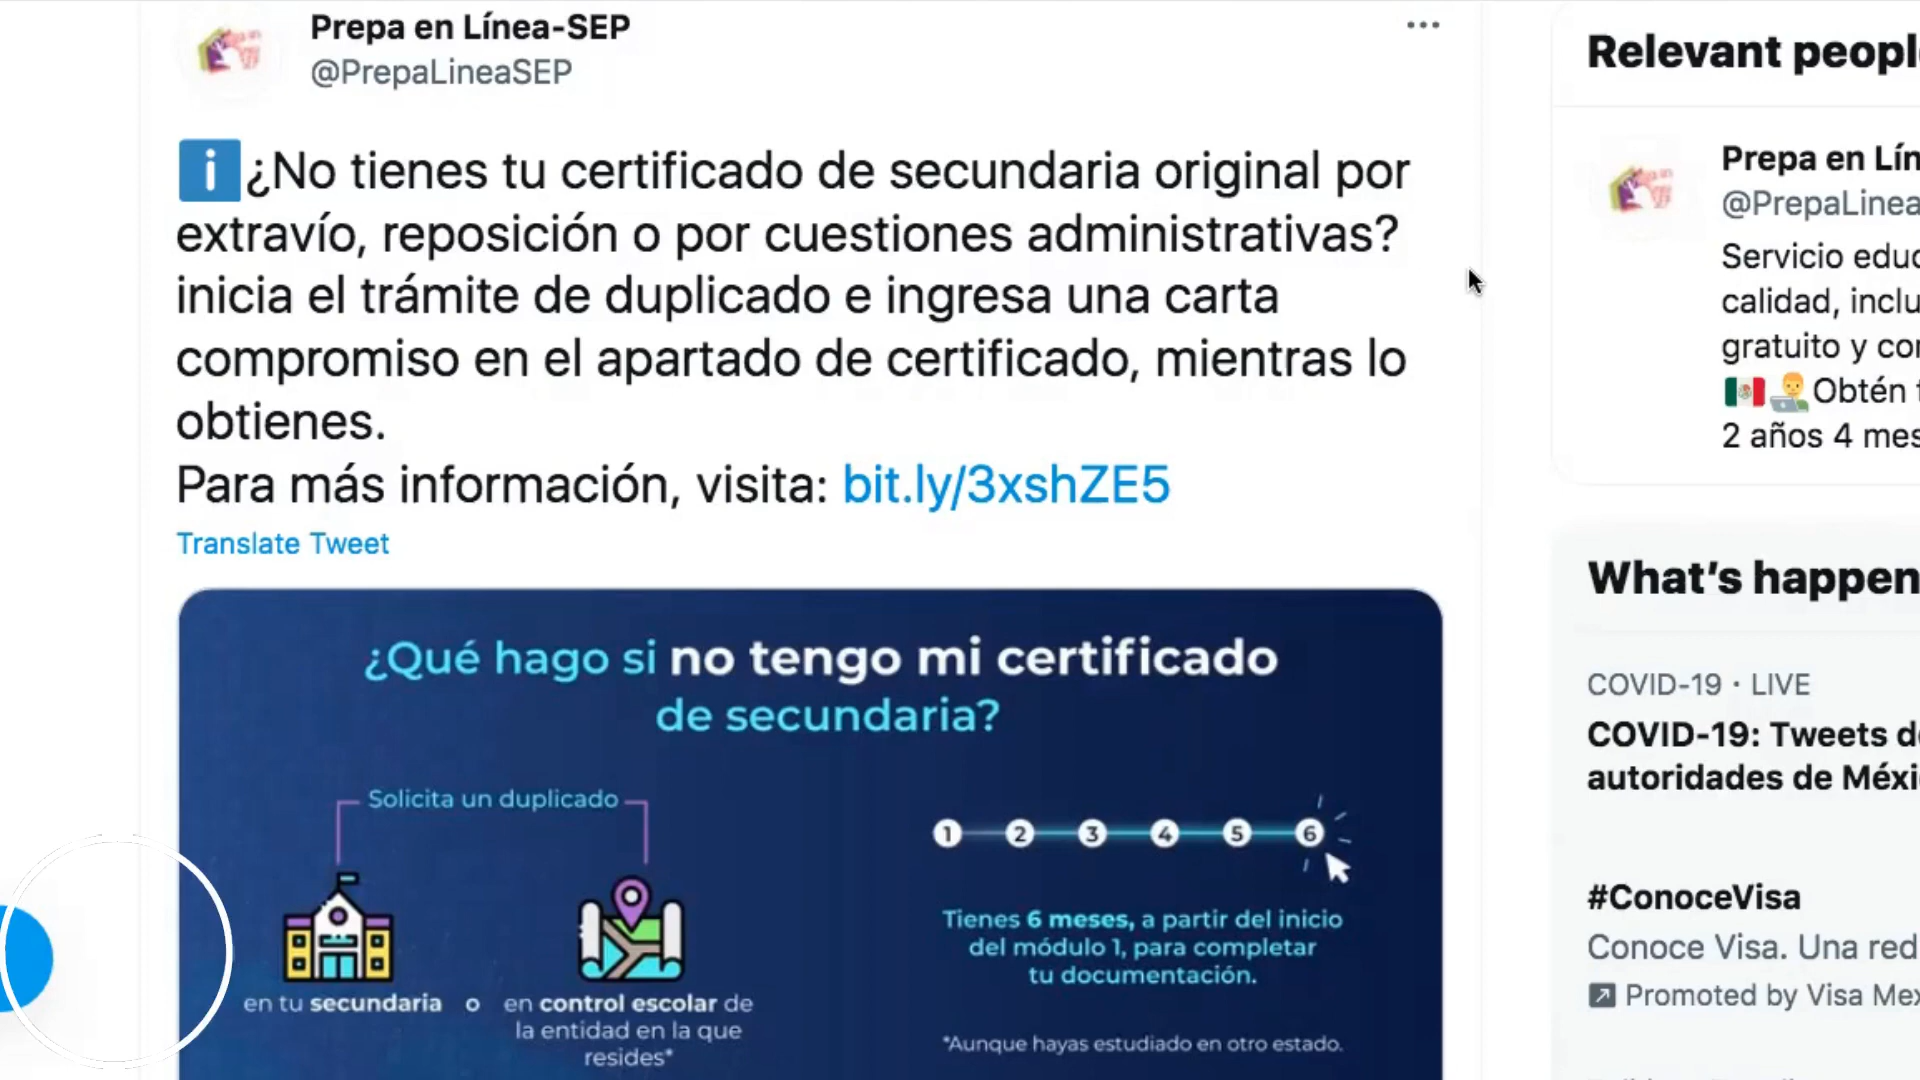 Prepa en Línea-SEP
@PrepaLineaSEP
ℹ️¿No tienes tu certificado de secundaria original por
extravío, reposición o por cuestiones administrativas?
inicia el trámite de duplicado e ingresa una carta
compromiso en el apartado de certificado, mientras lo
obtienes.
Para más información, visita: bit.ly/3xshZE5
Translate Tweet
¿Qué hago si no tengo mi certificado
de secundaria?
Solicita un duplicado
en tu secundaria o en control escolar de
la entidad en la que
resides*
1 2 3 4 5 6
Tienes 6 meses, a partir del inicio
del módulo 1, para completar
tu documentación.
*Aunque hayas estudiado en otro estado.
Relevant peopl
Prepa en Lín
@PrepaLinea
Servicio educ
calidad, inclu
gratuito y co
Obtén
2 años 4 mes
What's happen
COVID-19 · LIVE
COVID-19: Tweets d
autoridades de Méxi
#ConoceVisa
Conoce Visa. Una red
Promoted by Visa Mex